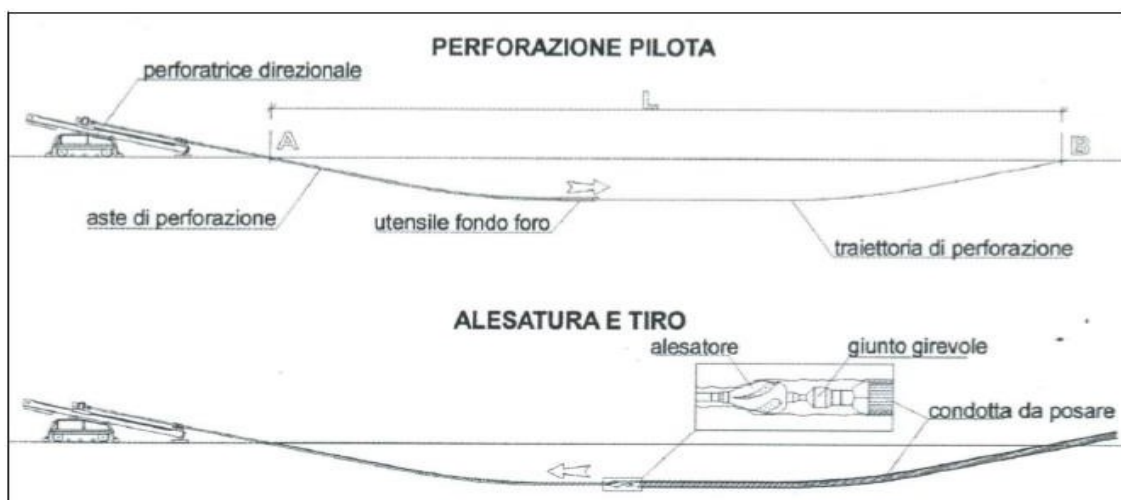 PERFORAZIONE PILOTA
perforatrice direzionale
L
A
B
aste di perforazione
utensile fondo foro
traiettoria di perforazione
ALESATURA E TIRO
alesatore
giunto girevole
condotta da posare